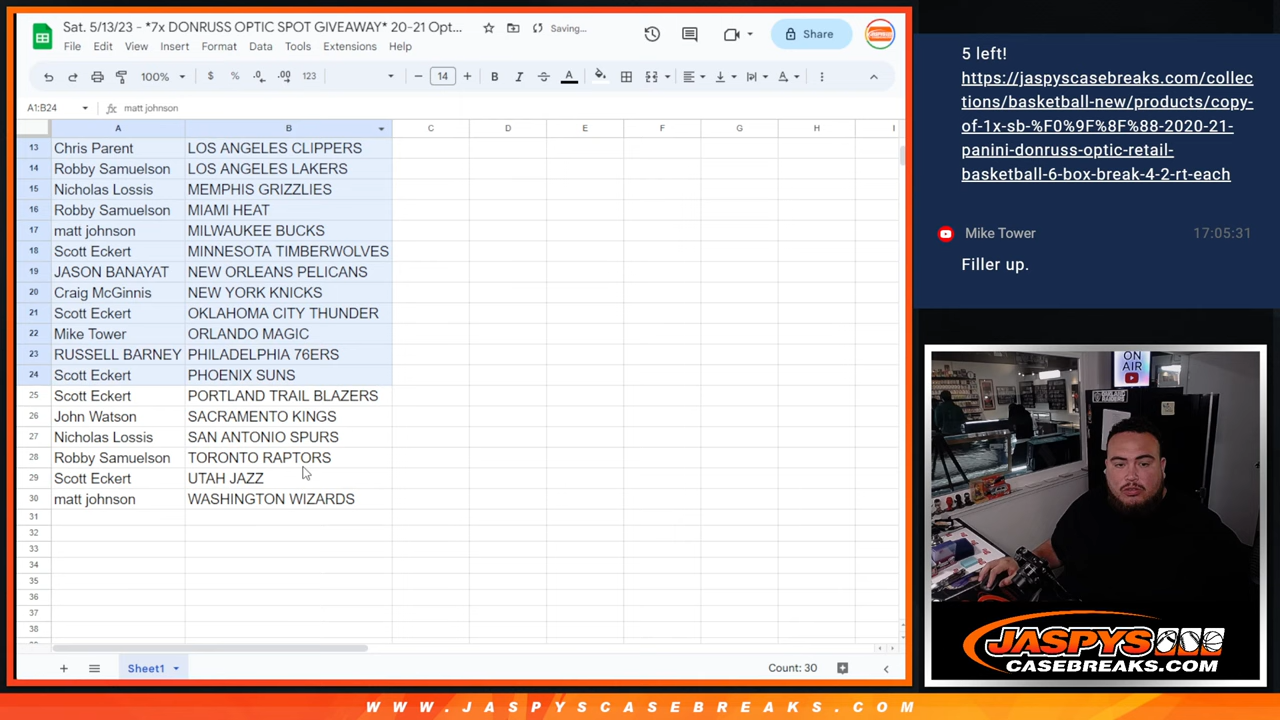 Sat. 5/13/23 - *7x DONRUSS OPTIC SPOT GIVEAWAY* 20-21 Opt...
Saving...
Share
File Edit View Insert Format Data Tools Extensions Help
100% $ % .0 .00 123 14 B I S A
A1:B24 fx matt johnson
A B C D E F G H I
13 Chris Parent LOS ANGELES CLIPPERS
14 Robby Samuelson LOS ANGELES LAKERS
15 Nicholas Lossis MEMPHIS GRIZZLIES
16 Robby Samuelson MIAMI HEAT
17 matt johnson MILWAUKEE BUCKS
18 Scott Eckert MINNESOTA TIMBERWOLVES
19 JASON BANAYAT NEW ORLEANS PELICANS
20 Craig McGinnis NEW YORK KNICKS
21 Scott Eckert OKLAHOMA CITY THUNDER
22 Mike Tower ORLANDO MAGIC
23 RUSSELL BARNEY PHILADELPHIA 76ERS
24 Scott Eckert PHOENIX SUNS
25 Scott Eckert PORTLAND TRAIL BLAZERS
26 John Watson SACRAMENTO KINGS
27 Nicholas Lossis SAN ANTONIO SPURS
28 Robby Samuelson TORONTO RAPTORS
29 Scott Eckert UTAH JAZZ
30 matt johnson WASHINGTON WIZARDS
31
32
33
34
35
36
37
38
Sheet1
Count: 30
5 left!
https://jaspyscasebreaks.com/collec
tions/basketball-new/products/copy-
of-1x-sb-%F0%9F%8F%88-2020-21-
panini-donruss-optic-retail-
basketball-6-box-break-4-2-rt-each
Mike Tower 17:05:31
Filler up.
ON
AIR
JASPYS
CASEBREAKS.COM
WWW.JASPYSCASEBREAKS.COM